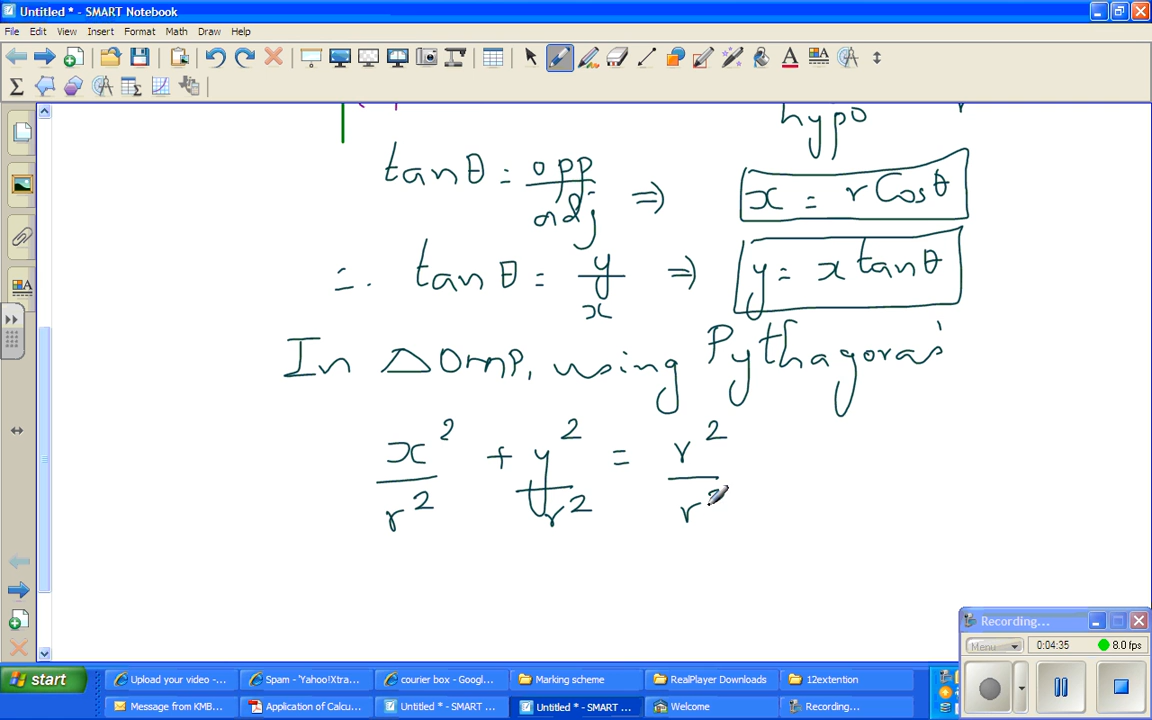 Untitled * - SMART Notebook
File Edit View Insert Format Math Draw Help
hypo
tanθ = opp/adj ⇒ x = r Cosθ
∴ tanθ = y/x ⇒ y = x tanθ
In △OMP, using Pythagoras'
x²/r² + y²/r² = r²/r²
Recording...
Menu 0:04:35 8.0 fps
start Upload your video -... Spam - 'Yahoo!Xtra... courier box - Googl... Marking scheme RealPlayer Downloads 12extention
Message from KMB... Application of Calcu... Untitled * - SMART ... Untitled * - SMART ... Welcome Recording...